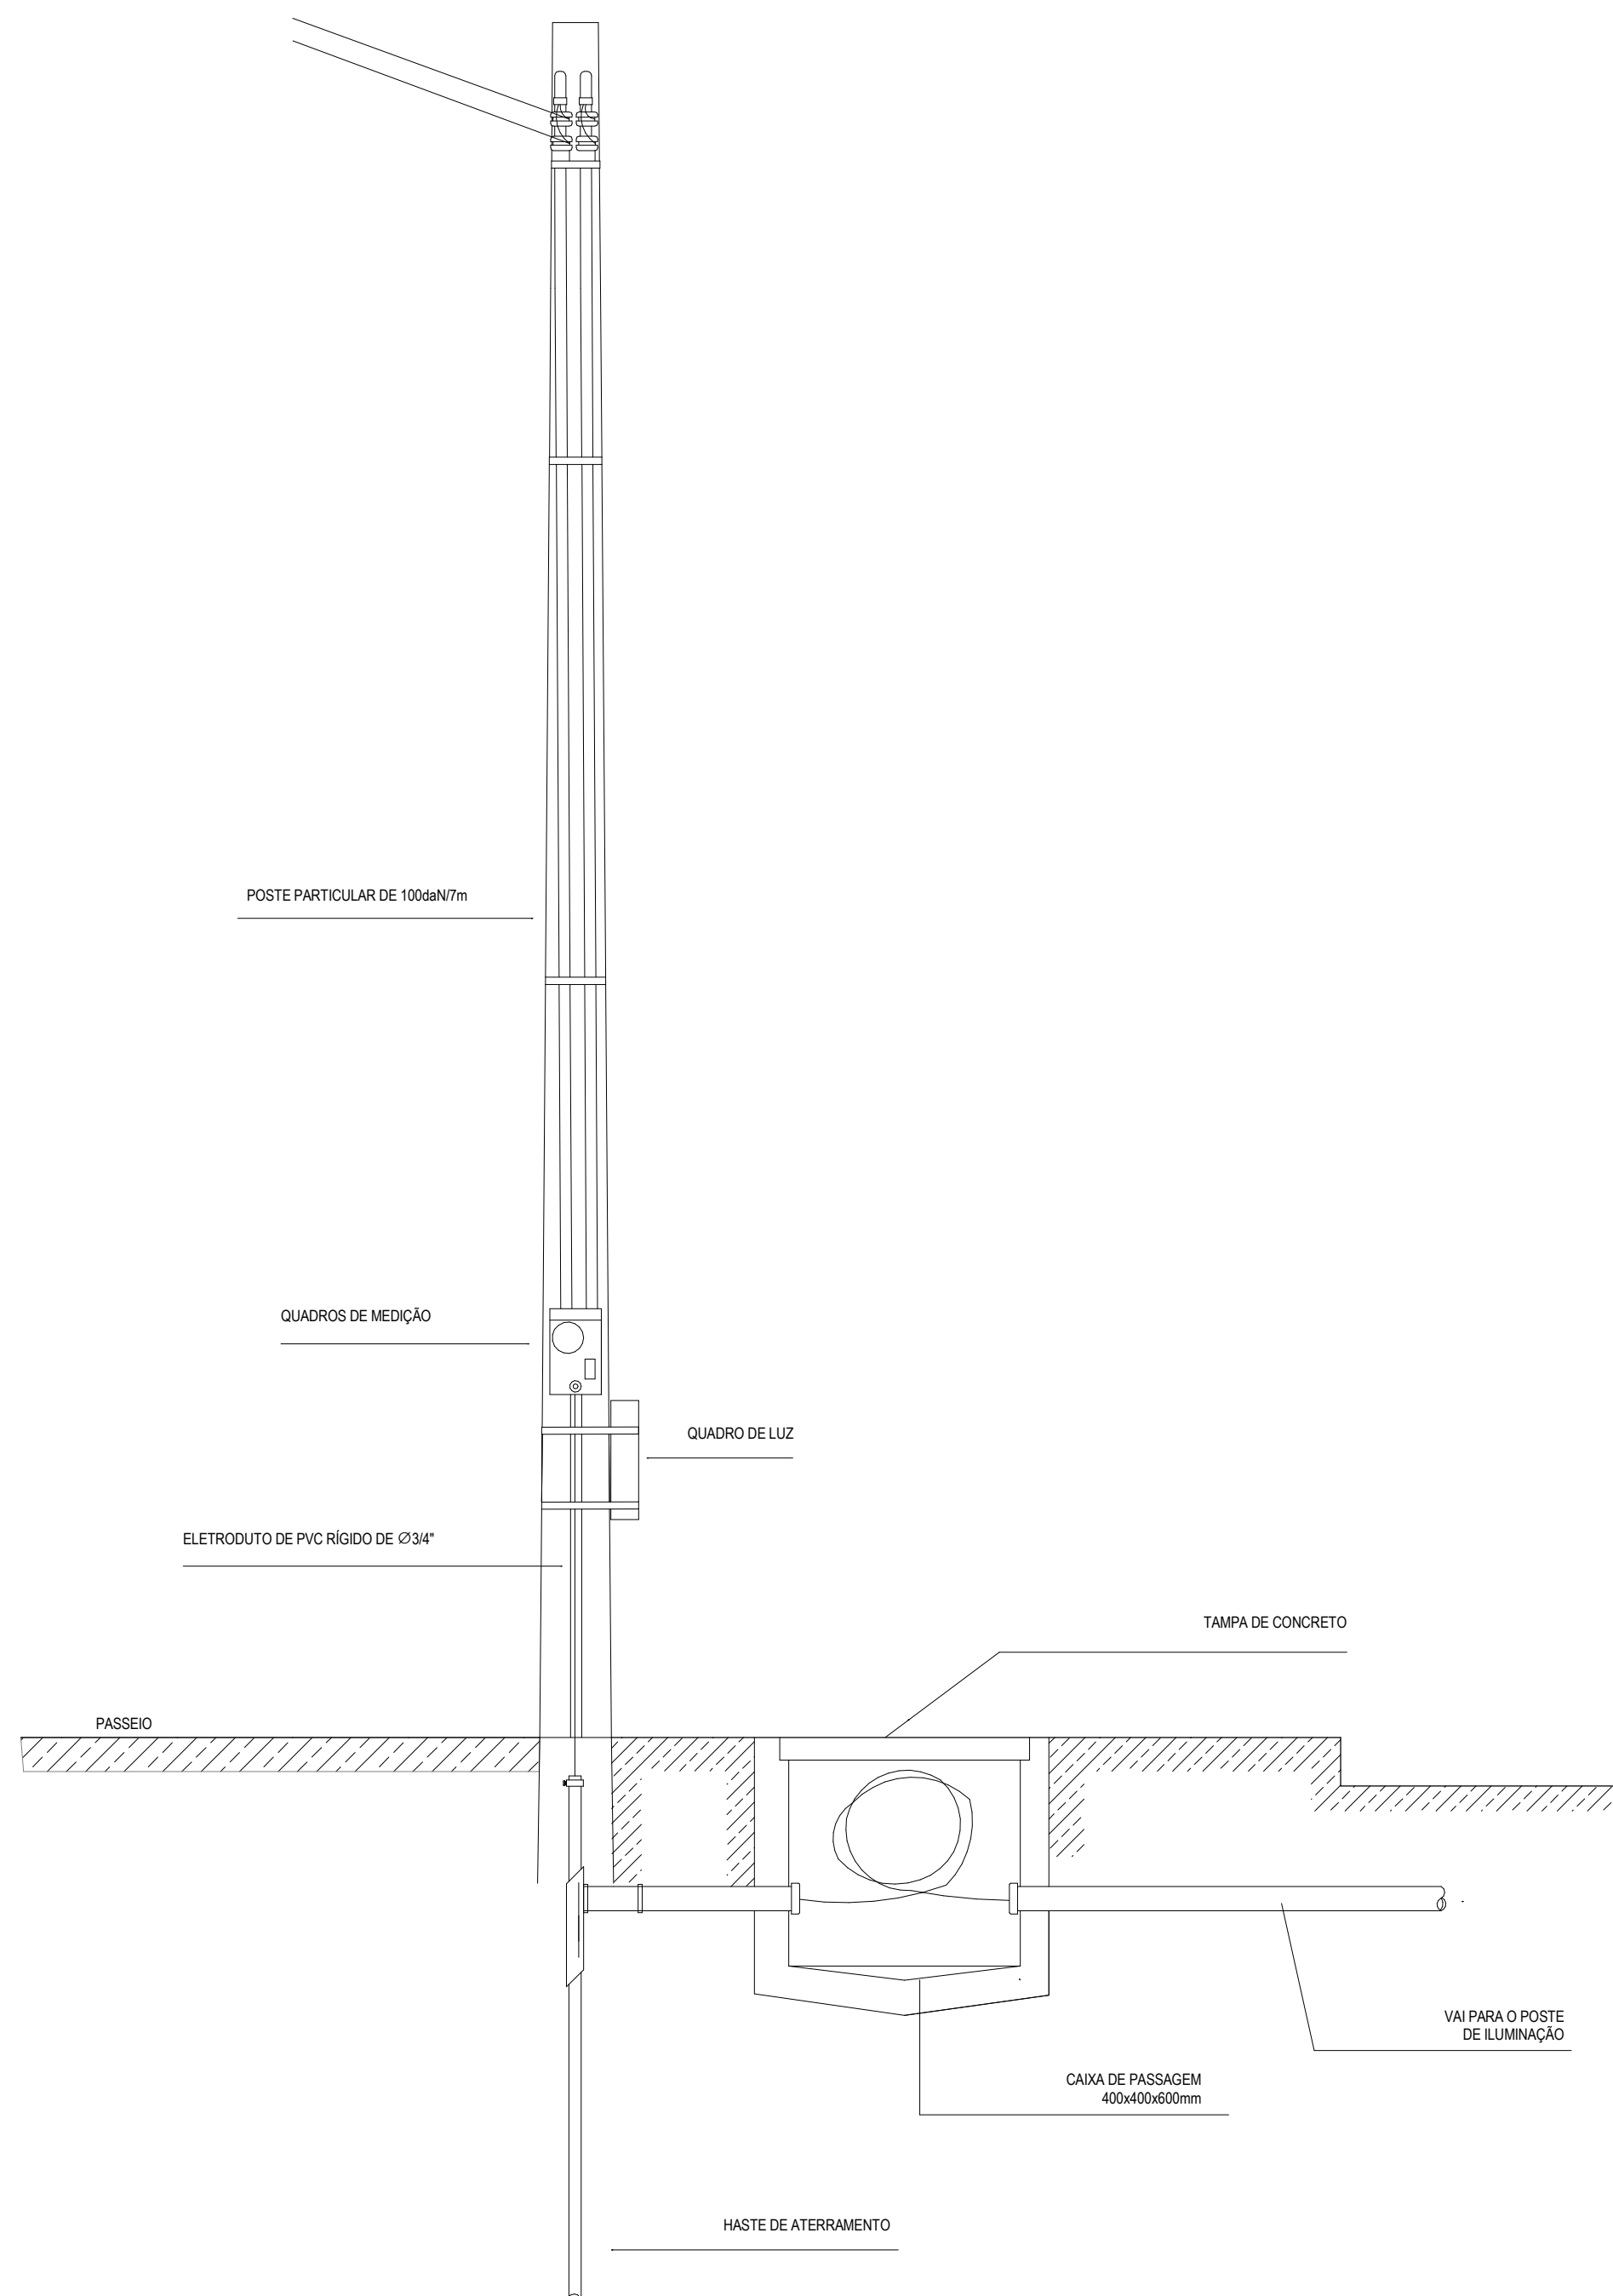 POSTE PARTICULAR DE 100daN/7m
QUADROS DE MEDIÇÃO
QUADRO DE LUZ
ELETRODUTO DE PVC RÍGIDO DE ∅3/4"
TAMPA DE CONCRETO
PASSEIO
VAI PARA O POSTE
DE ILUMINAÇÃO
CAIXA DE PASSAGEM
400x400x600mm
HASTE DE ATERRAMENTO